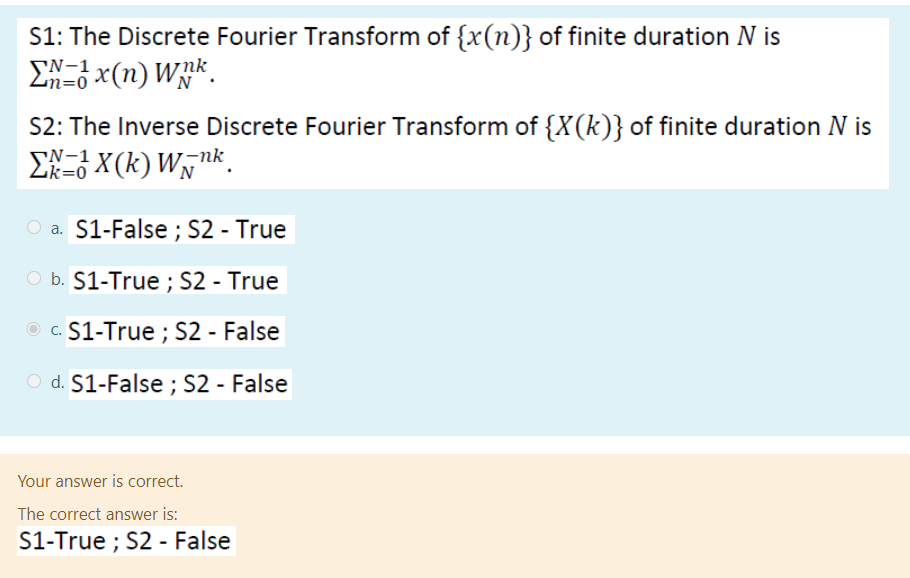 S1: The Discrete Fourier Transform of {x(n)} of finite duration N is
∑_{n=0}^{N−1} x(n) W_N^{nk}.
S2: The Inverse Discrete Fourier Transform of {X(k)} of finite duration N is
∑_{k=0}^{N−1} X(k) W_N^{−nk}.
a. S1-False ; S2 - True
b. S1-True ; S2 - True
c. S1-True ; S2 - False
d. S1-False ; S2 - False
Your answer is correct.
The correct answer is:
S1-True ; S2 - False